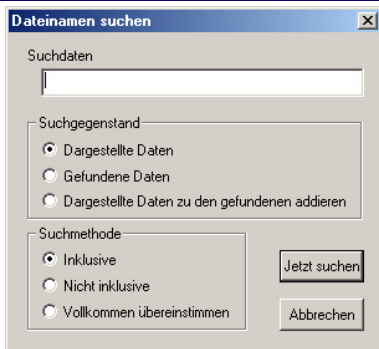 Dateinamen suchen
Suchdaten
Suchgegenstand
Dargestellte Daten
Gefundene Daten
Dargestellte Daten zu den gefundenen addieren
Suchmethode
Inklusive
Nicht inklusive
Vollkommen übereinstimmen
Jetzt suchen
Abbrechen